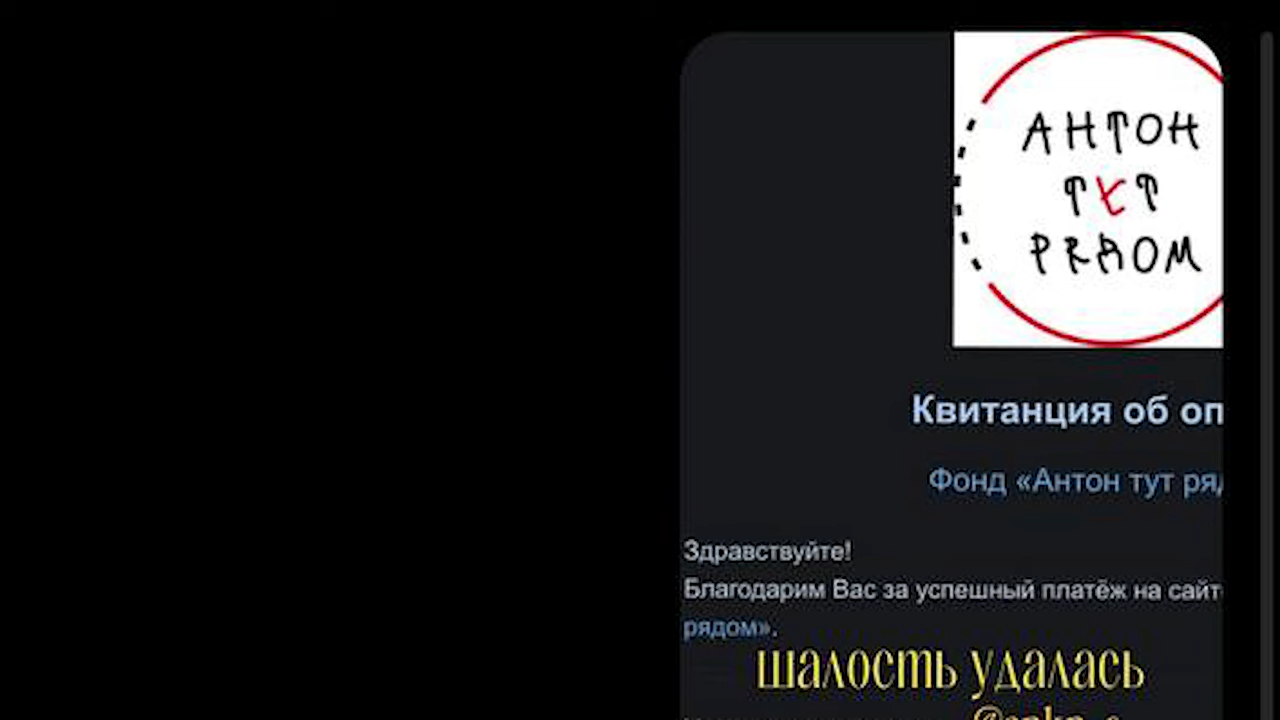 АНТОН
ТУТ
РЯДОМ
Квитанция об оп
Фонд «Антон тут ряд
Здравствуйте!
Благодарим Вас за успешный платёж на сайт
рядом».
шалость удалась